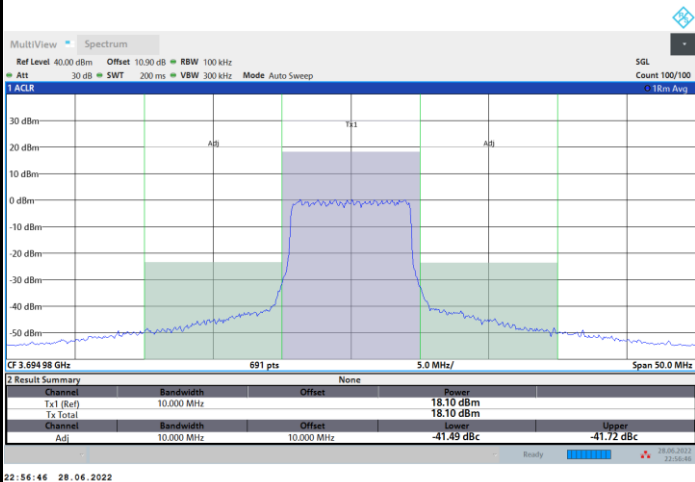 MultiView Spectrum
Ref Level 40.00 dBm Offset 10.90 dB RBW 100 kHz SGL
Att 30 dB SWT 200 ms VBW 300 kHz Mode Auto Sweep Count 100/100
1 ACLR 1Rm Avg
30 dBm
Tx1
20 dBm Adj Adj
10 dBm
0 dBm
-10 dBm
-20 dBm
-30 dBm
-40 dBm
-50 dBm
CF 3.694 98 GHz 691 pts 5.0 MHz/ Span 50.0 MHz
2 Result Summary None
Channel Bandwidth Offset Power
Tx1 (Ref) 10.000 MHz 18.10 dBm
Tx Total 18.10 dBm
Channel Bandwidth Offset Lower Upper
Adj 10.000 MHz 10.000 MHz -41.49 dBc -41.72 dBc
Ready 28.06.2022
22:56:46
22:56:46 28.06.2022